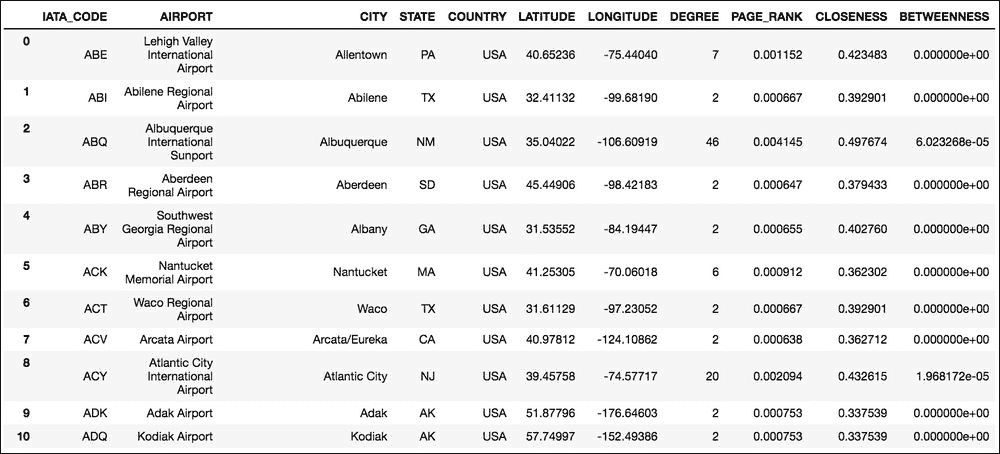 IATA_CODE AIRPORT CITY STATE COUNTRY LATITUDE LONGITUDE DEGREE PAGE_RANK CLOSENESS BETWEENNESS
0 ABE Lehigh Valley International Airport Allentown PA USA 40.65236 -75.44040 7 0.001152 0.423483 0.000000e+00
1 ABI Abilene Regional Airport Abilene TX USA 32.41132 -99.68190 2 0.000667 0.392901 0.000000e+00
2 ABQ Albuquerque International Sunport Albuquerque NM USA 35.04022 -106.60919 46 0.004145 0.497674 6.023268e-05
3 ABR Aberdeen Regional Airport Aberdeen SD USA 45.44906 -98.42183 2 0.000647 0.379433 0.000000e+00
4 ABY Southwest Georgia Regional Airport Albany GA USA 31.53552 -84.19447 2 0.000655 0.402760 0.000000e+00
5 ACK Nantucket Memorial Airport Nantucket MA USA 41.25305 -70.06018 6 0.000912 0.362302 0.000000e+00
6 ACT Waco Regional Airport Waco TX USA 31.61129 -97.23052 2 0.000667 0.392901 0.000000e+00
7 ACV Arcata Airport Arcata/Eureka CA USA 40.97812 -124.10862 2 0.000638 0.362712 0.000000e+00
8 ACY Atlantic City International Airport Atlantic City NJ USA 39.45758 -74.57717 20 0.002094 0.432615 1.968172e-05
9 ADK Adak Airport Adak AK USA 51.87796 -176.64603 2 0.000753 0.337539 0.000000e+00
10 ADQ Kodiak Airport Kodiak AK USA 57.74997 -152.49386 2 0.000753 0.337539 0.000000e+00